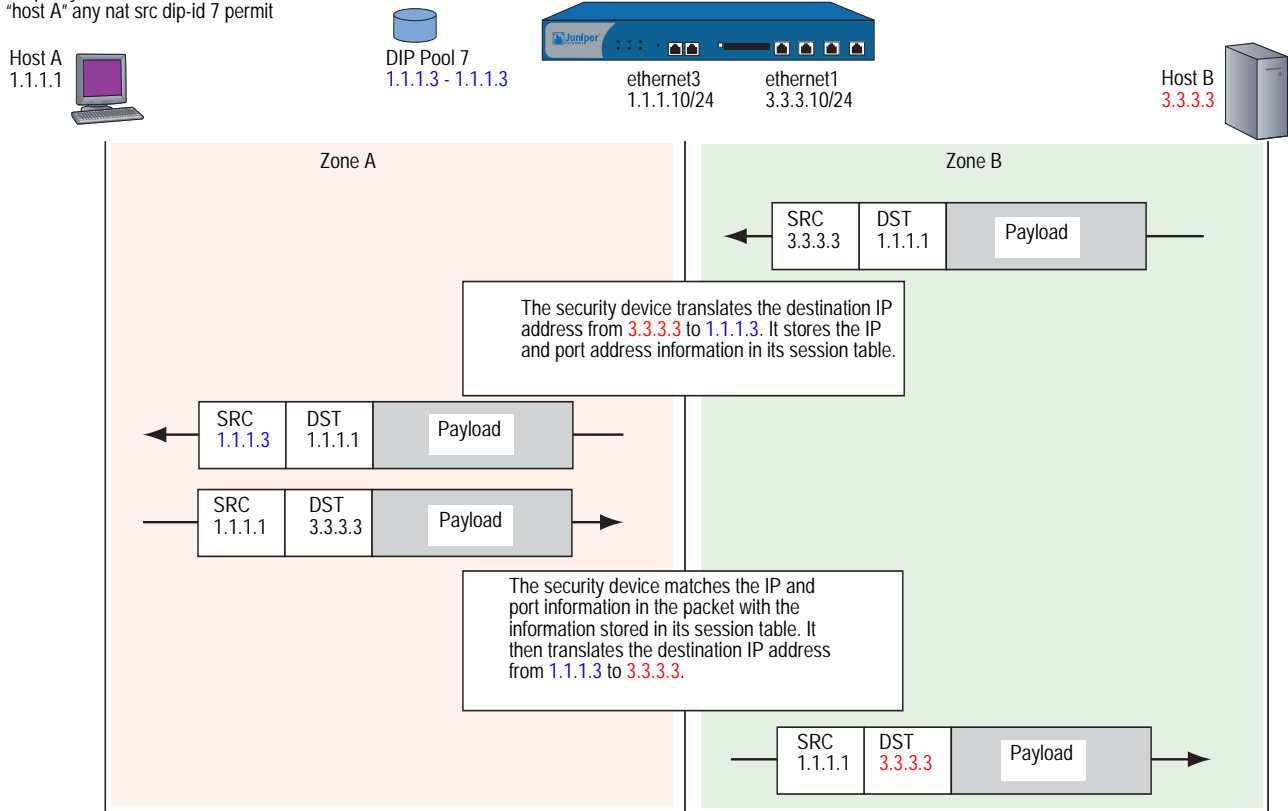 "host A" any nat src dip-id 7 permit
Host A
1.1.1.1
DIP Pool 7
1.1.1.3 - 1.1.1.3
Juniper
ethernet3
1.1.1.10/24
ethernet1
3.3.3.10/24
Host B
3.3.3.3
Zone A
Zone B
SRC
3.3.3.3
DST
1.1.1.1
Payload
The security device translates the destination IP
address from 3.3.3.3 to 1.1.1.3. It stores the IP
and port address information in its session table.
SRC
1.1.1.3
DST
1.1.1.1
Payload
SRC
1.1.1.1
DST
3.3.3.3
Payload
The security device matches the IP and
port information in the packet with the
information stored in its session table. It
then translates the destination IP address
from 1.1.1.3 to 3.3.3.3.
SRC
1.1.1.1
DST
3.3.3.3
Payload